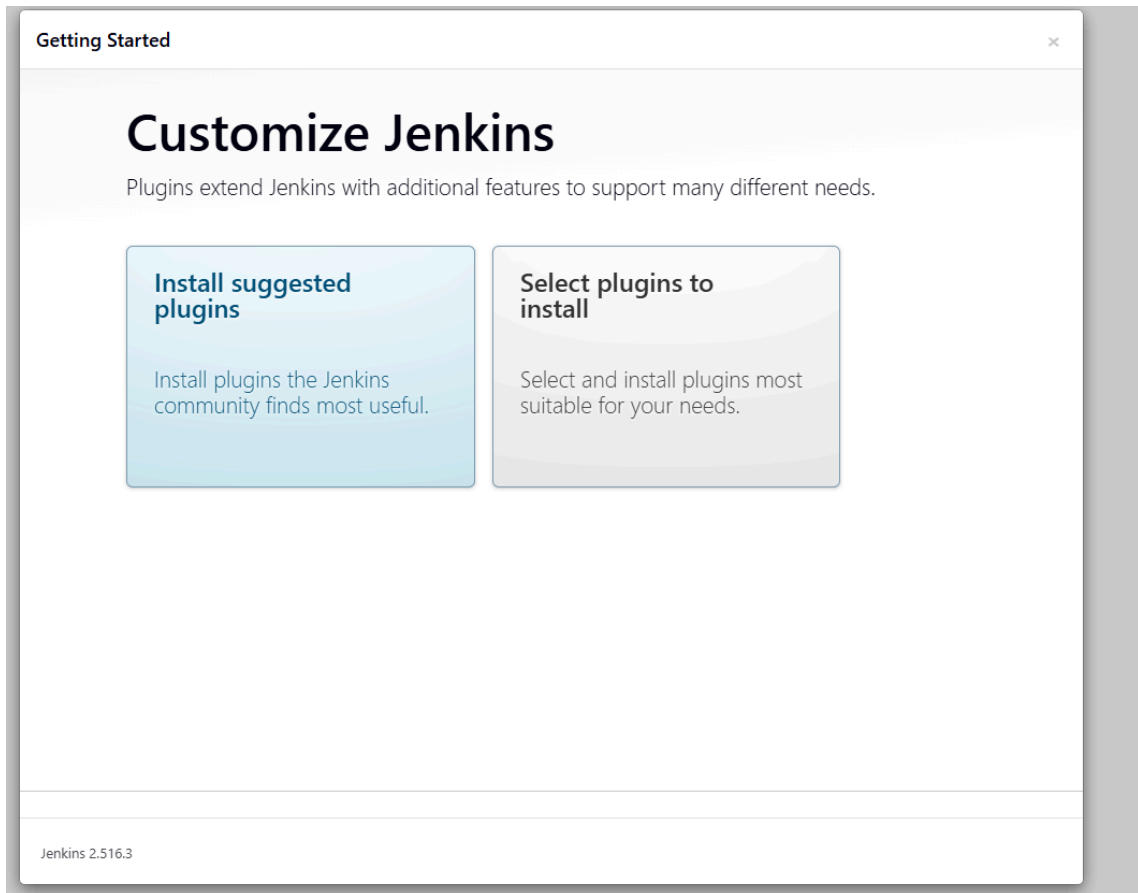 Getting Started
×
Customize Jenkins
Plugins extend Jenkins with additional features to support many different needs.
Install suggested
plugins
Install plugins the Jenkins
community finds most useful.
Select plugins to
install
Select and install plugins most
suitable for your needs.
Jenkins 2.516.3